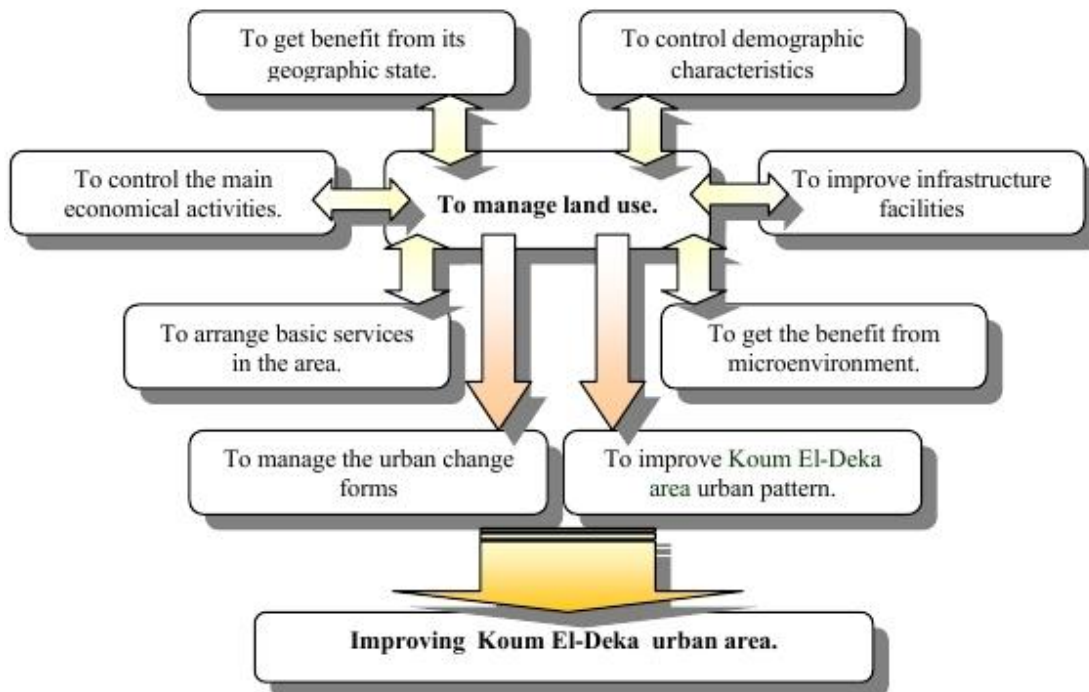 To get benefit from its
geographic state.
To control demographic
characteristics
To control the main
economical activities.
To manage land use.
To improve infrastructure
facilities
To arrange basic services
in the area.
To get the benefit from
microenvironment.
To manage the urban change
forms
To improve Koum El-Deka
area urban pattern.
Improving Koum El-Deka urban area.